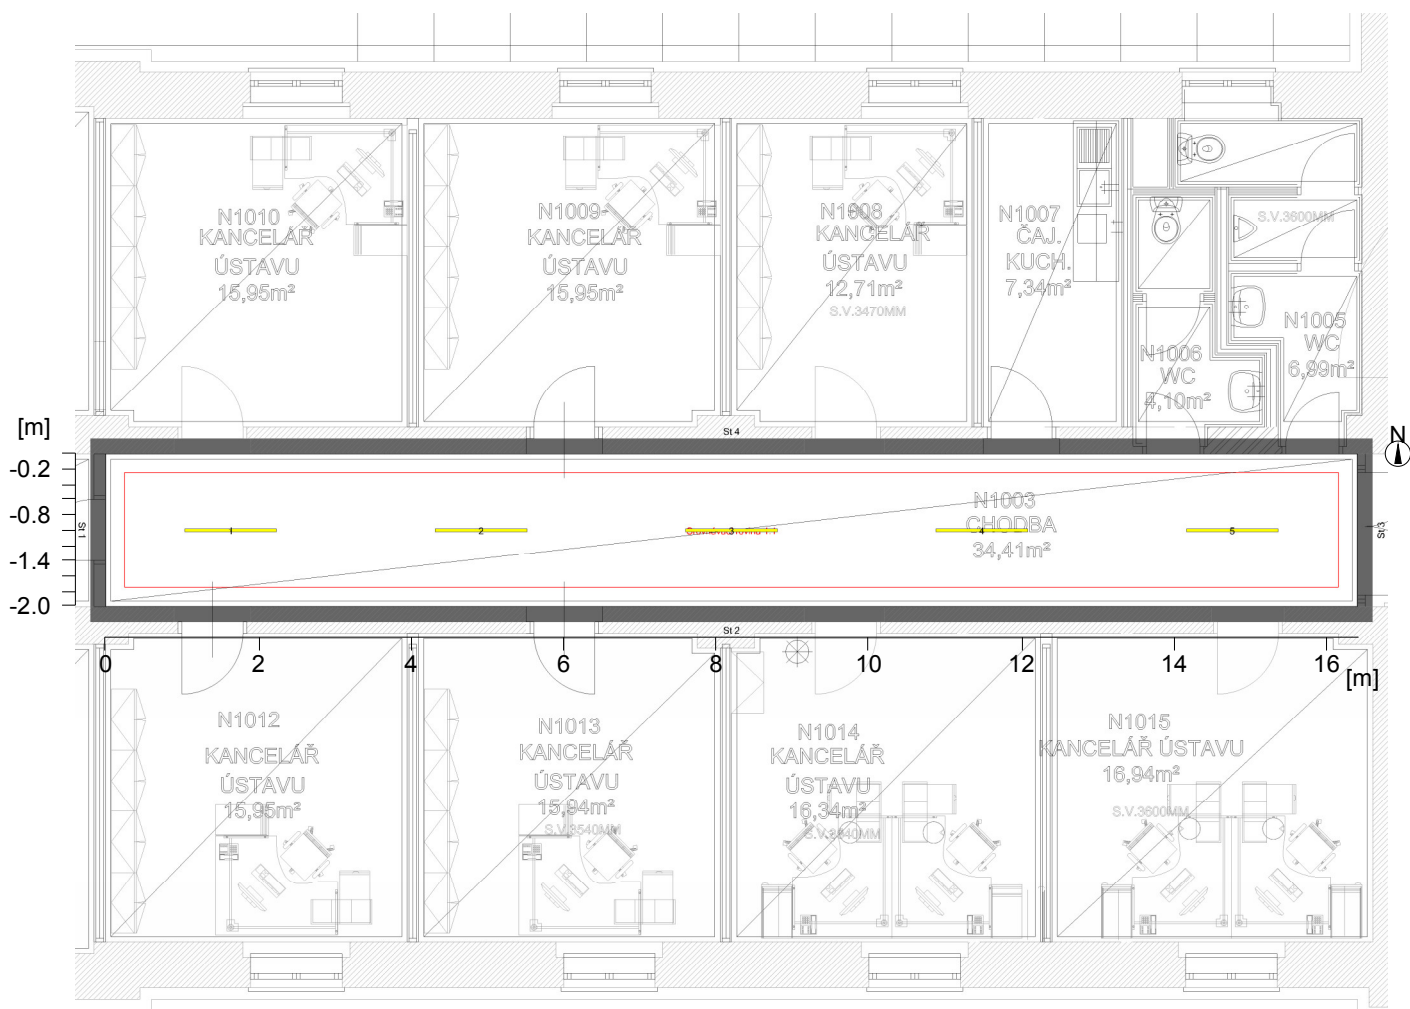 N1010
KANCELÁŘ
ÚSTAVU
15,95m²
N1009
KANCELÁŘ
ÚSTAVU
15,95m²
N1008
KANCELÁŘ
ÚSTAVU
12,71m²
S.V.3470MM
N1007
ČAJ.
KUCH.
7,34m²
S.V.3600MM
N1005
WC
6,99m²
N1006
WC
4,10m²
St 4
[m]
-0.2
-0.8
-1.4
-2.0
N
St 1
1
2
3
4
5
N1003
CHODBA
34,41m²
St 3
St 2
0
2
4
6
8
10
12
14
16
[m]
N1012
KANCELÁŘ
ÚSTAVU
15,95m²
N1013
KANCELÁŘ
ÚSTAVU
15,94m²
S.V.3540MM
N1014
KANCELÁŘ
ÚSTAVU
16,34m²
N1015
KANCELÁŘ ÚSTAVU
16,94m²
S.V.3600MM